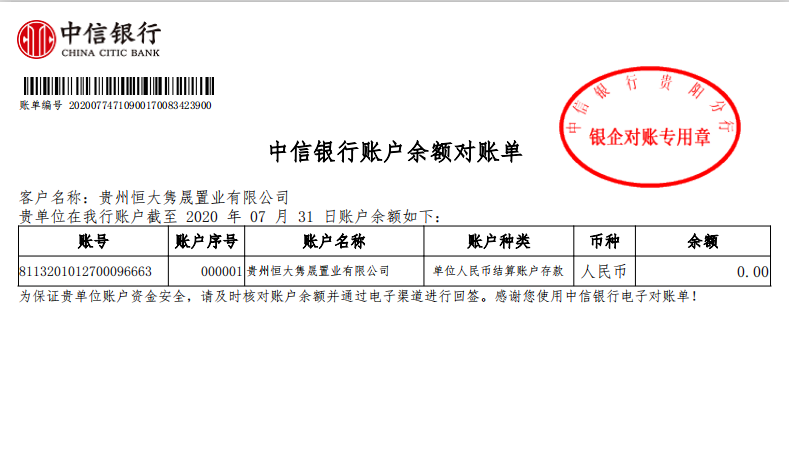 中信银行
CHINA CITIC BANK
账单编号 20200774710900170083423900
中信银行贵阳分行
银企对账专用章
中信银行账户余额对账单
客户名称：贵州恒大隽晟置业有限公司
贵单位在我行账户截至 2020 年 07 月 31 日账户余额如下：
账号 账户序号 账户名称 账户种类 币种 余额
8113201012700096663 000001 贵州恒大隽晟置业有限公司 单位人民币结算账户存款 人民币 0.00
为保证贵单位账户资金安全，请及时核对账户余额并通过电子渠道进行回签。感谢您使用中信银行电子对账单！